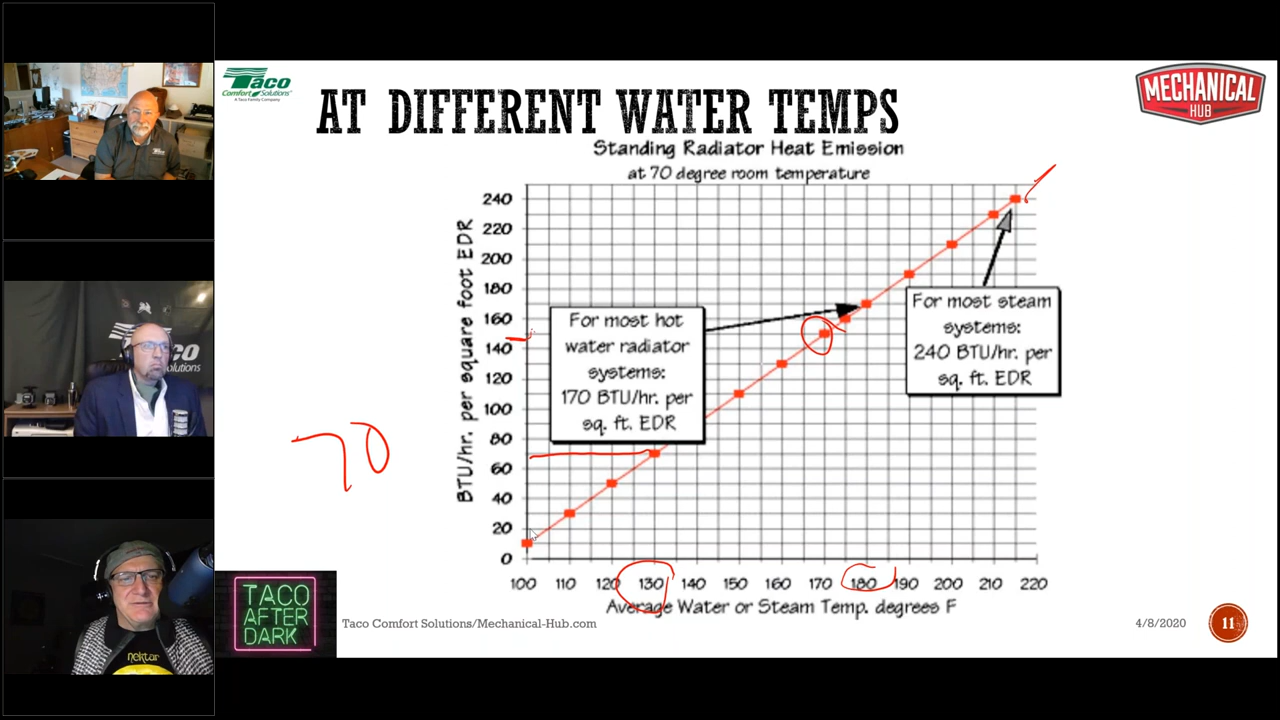 Taco
Comfort Solutions®
A Taco Family Company
MECHANICAL
HUB
AT DIFFERENT WATER TEMPS
Standing Radiator Heat Emission
at 70 degree room temperature
BTU/hr. per square foot EDR
240
220
200
180
160
140
120
100
80
60
40
20
0
For most hot
water radiator
systems:
170 BTU/hr. per
sq. ft. EDR
For most steam
systems:
240 BTU/hr. per
sq. ft. EDR
70
100 110 120 130 140 150 160 170 180 190 200 210 220
Average Water or Steam Temp. degrees F
TACO
AFTER
DARK
Taco Comfort Solutions/Mechanical-Hub.com
4/8/2020
11
TACO
Solutions
nektar